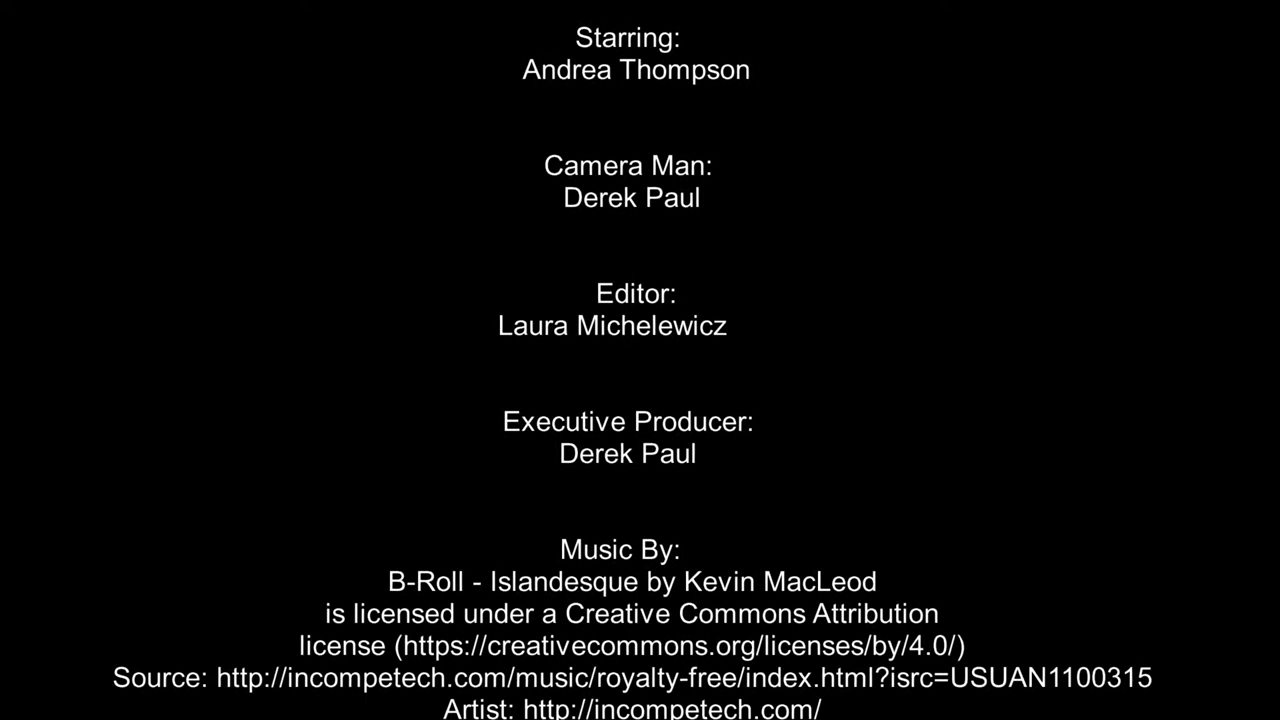 Starring:
Andrea Thompson
Camera Man:
Derek Paul
Editor:
Laura Michelewicz
Executive Producer:
Derek Paul
Music By:
B-Roll - Islandesque by Kevin MacLeod
is licensed under a Creative Commons Attribution
license (https://creativecommons.org/licenses/by/4.0/)
Source: http://incompetech.com/music/royalty-free/index.html?isrc=USUAN1100315
Artist: http://incompetech.com/